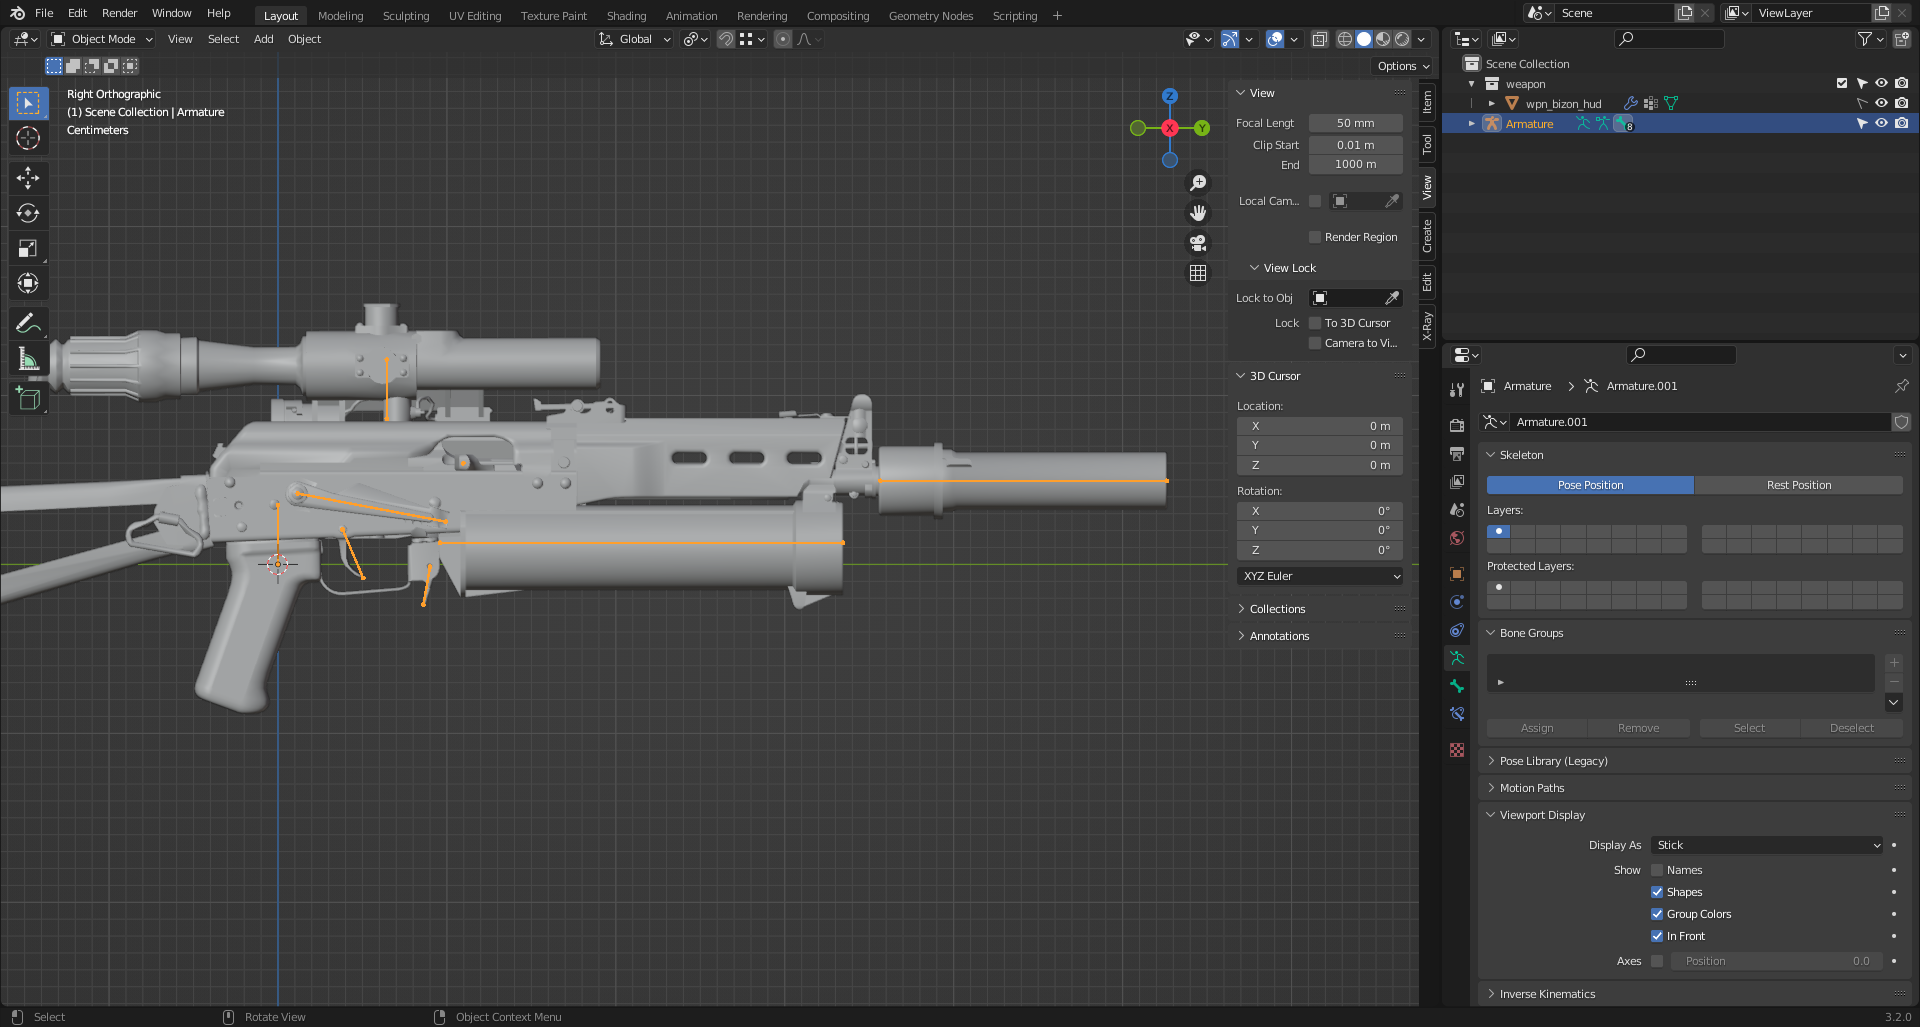 File Edit Render Window Help Layout Modeling Sculpting UV Editing Texture Paint Shading Animation Rendering Compositing Geometry Nodes Scripting + Scene ViewLayer
Object Mode View Select Add Object Global
Options
Right Orthographic
(1) Scene Collection | Armature
Centimeters
Z
X
Y
View
Focal Lengt 50 mm
Clip Start 0.01 m
End 1000 m
Local Cam...
Render Region
View Lock
Lock to Obj
Lock To 3D Cursor
Camera to Vi...
3D Cursor
Location:
X 0 m
Y 0 m
Z 0 m
Rotation:
X 0°
Y 0°
Z 0°
XYZ Euler
Collections
Annotations
Item
Tool
View
Create
Edit
X-Ray
Scene Collection
weapon
wpn_bizon_hud
Armature 8
Armature > Armature.001
Armature.001
Skeleton
Pose Position Rest Position
Layers:
Protected Layers:
Bone Groups
Assign Remove Select Deselect
Pose Library (Legacy)
Motion Paths
Viewport Display
Display As Stick
Show Names
Shapes
Group Colors
In Front
Axes Position 0.0
Inverse Kinematics
Select Rotate View Object Context Menu 3.2.0